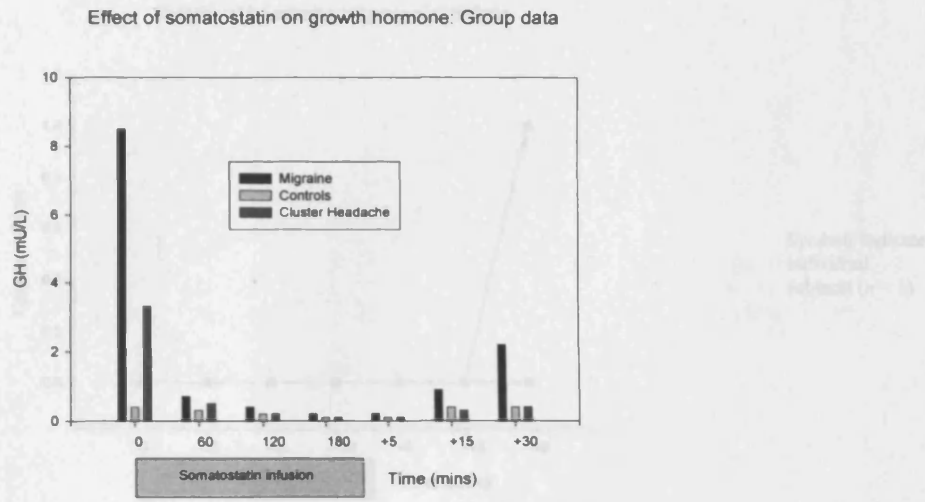 Effect of somatostatin on growth hormone: Group data
10
8
6
4
2
0
GH (mU/L)
Migraine
Controls
Cluster Headache
0 60 120 180 +5 +15 +30
Somatostatin infusion
Time (mins)